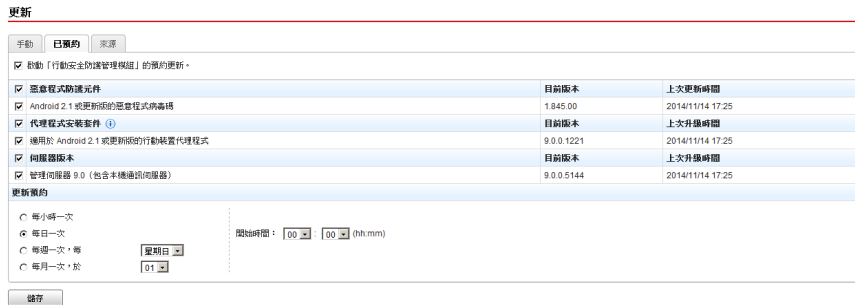 更新
手動 已預約 來源
啟動「行動安全防護管理模組」的預約更新。
惡意程式防護元件 目前版本 上次更新時間
Android 2.1 或更新版的惡意程式病毒碼 1.845.00 2014/11/14 17:25
代理程式安裝套件 目前版本 上次升級時間
適用於 Android 2.1 或更新版的行動裝置代理程式 9.0.0.1221 2014/11/14 17:25
伺服器版本 目前版本 上次升級時間
管理伺服器 9.0（包含本機通訊伺服器） 9.0.0.5144 2014/11/14 17:25
更新預約
每小時一次
每日一次 開始時間： 00 : 00 (hh:mm)
每週一次，每 星期日
每月一次，於 01
儲存